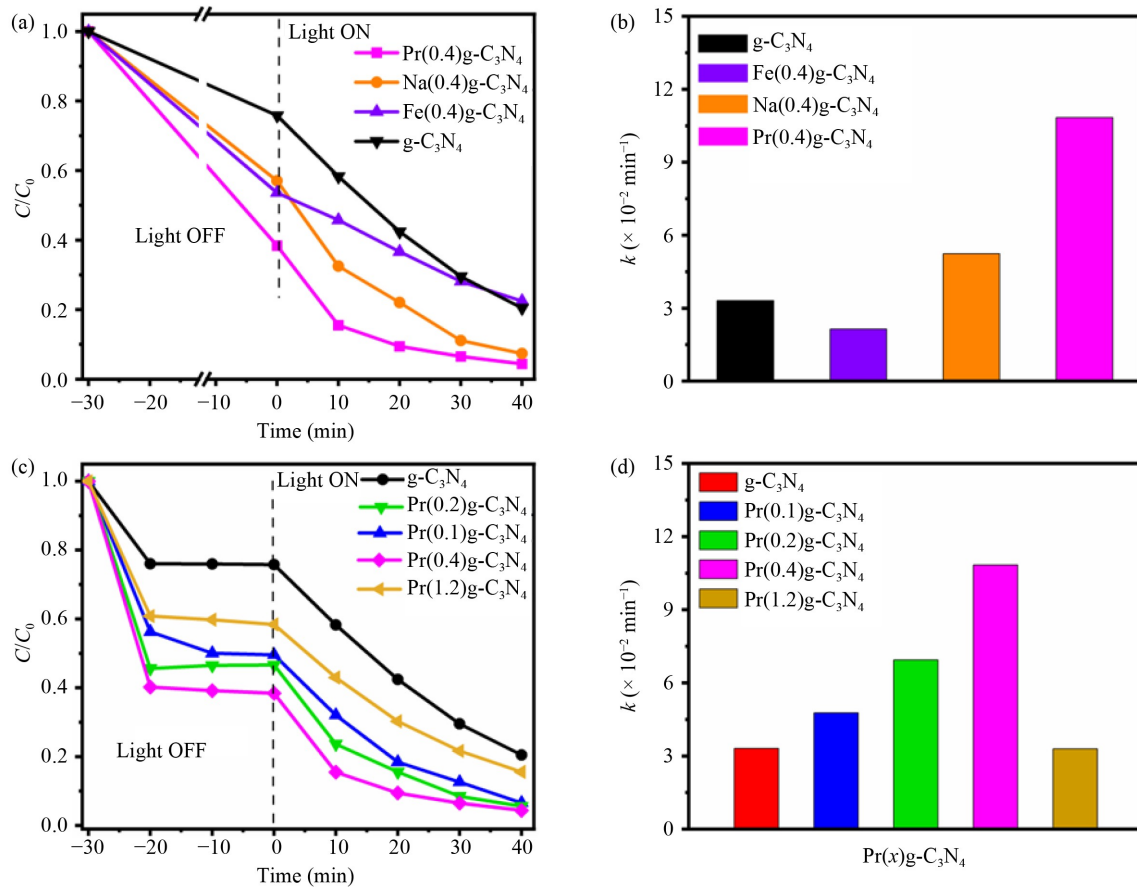 (a)
Light ON
Pr(0.4)g-C₃N₄
Na(0.4)g-C₃N₄
Fe(0.4)g-C₃N₄
g-C₃N₄
Light OFF
C/C₀
1.0
0.8
0.6
0.4
0.2
0.0
−30
−20
−10
0
10
20
30
40
Time (min)
(b)
g-C₃N₄
Fe(0.4)g-C₃N₄
Na(0.4)g-C₃N₄
Pr(0.4)g-C₃N₄
k (× 10⁻² min⁻¹)
15
12
9
6
3
0
(c)
Light ON
g-C₃N₄
Pr(0.2)g-C₃N₄
Pr(0.1)g-C₃N₄
Pr(0.4)g-C₃N₄
Pr(1.2)g-C₃N₄
Light OFF
C/C₀
1.0
0.8
0.6
0.4
0.2
0.0
−30
−20
−10
0
10
20
30
40
Time (min)
(d)
g-C₃N₄
Pr(0.1)g-C₃N₄
Pr(0.2)g-C₃N₄
Pr(0.4)g-C₃N₄
Pr(1.2)g-C₃N₄
k (× 10⁻² min⁻¹)
15
12
9
6
3
0
Pr(x)g-C₃N₄